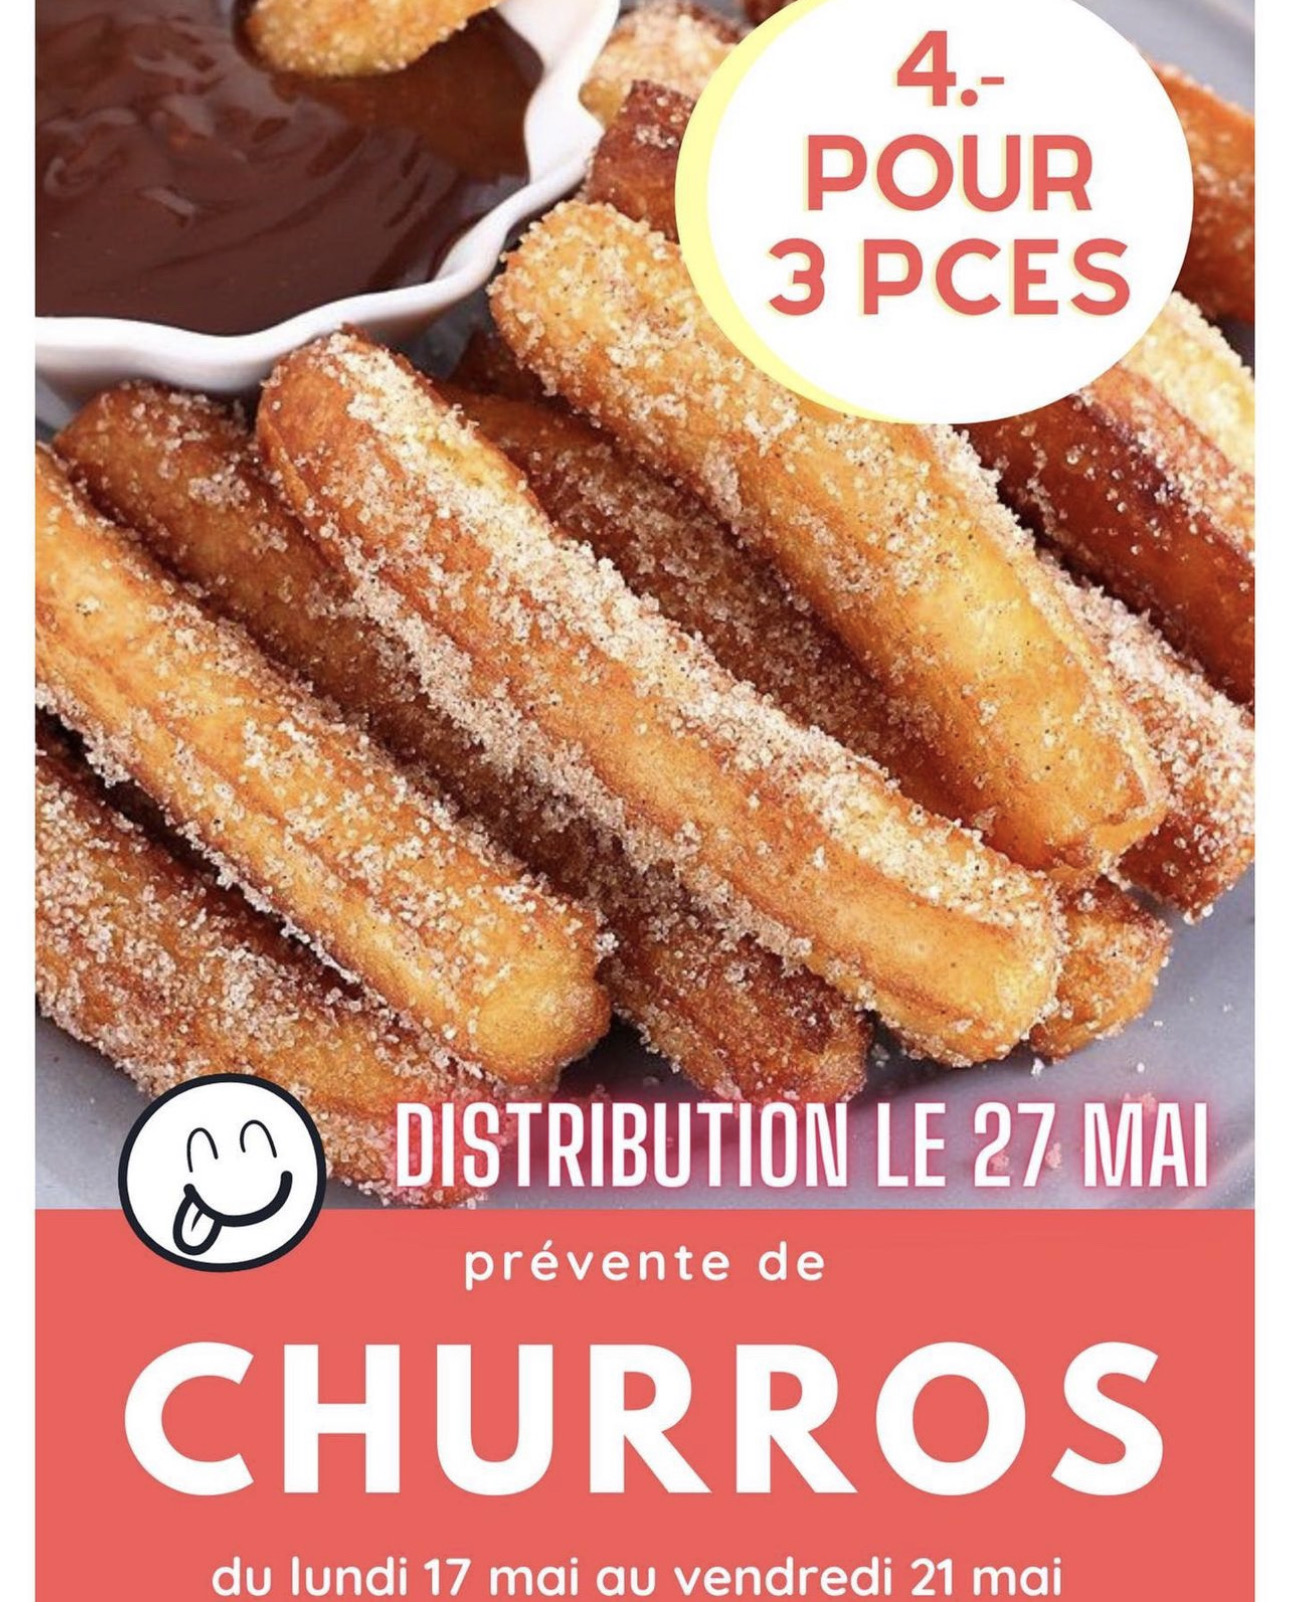 4.-
POUR
3 PCES
DISTRIBUTION LE 27 MAI
prévente de
CHURROS
du lundi 17 mai au vendredi 21 mai